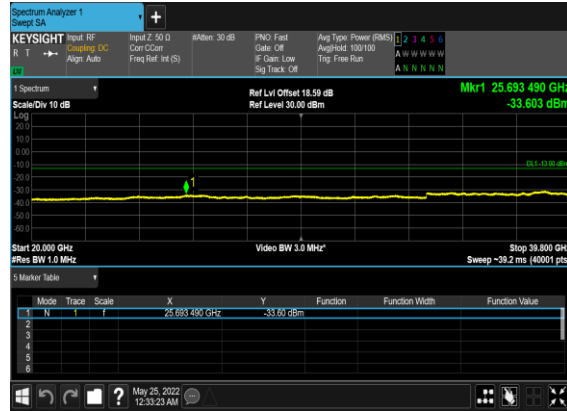 Spectrum Analyzer 1
Swept SA
+
KEYSIGHT Input: RF Input Z: 50 Ω #Atten: 30 dB PNO: Fast Avg Type: Power (RMS) 1 2 3 4 5 6
R T Coupling: DC Corr CCorr Gate: Off Avg|Hold: 100/100 A W W W W W
Align: Auto Freq Ref: Int (S) IF Gain: Low Trig: Free Run
Sig Track: Off A N N N N N
1 Spectrum Ref Lvl Offset 18.59 dB Mkr1 25.693 490 GHz
Scale/Div 10 dB Ref Level 30.00 dBm -33.603 dBm
Log
20.0
10.0
0.00
-10.0 DL1 -13.00 dBm
-20.0
1
-30.0
-40.0
-50.0
-60.0
Start 20.000 GHz Video BW 3.0 MHz* Stop 39.800 GHz
#Res BW 1.0 MHz Sweep ~39.2 ms (40001 pts)
5 Marker Table
Mode Trace Scale X Y Function Function Width Function Value
1 N 1 f 25.693 490 GHz -33.60 dBm
2
3
4
5
6
? May 25, 2022
12:33:23 AM